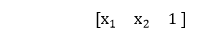 [x₁ x₂ 1 ]